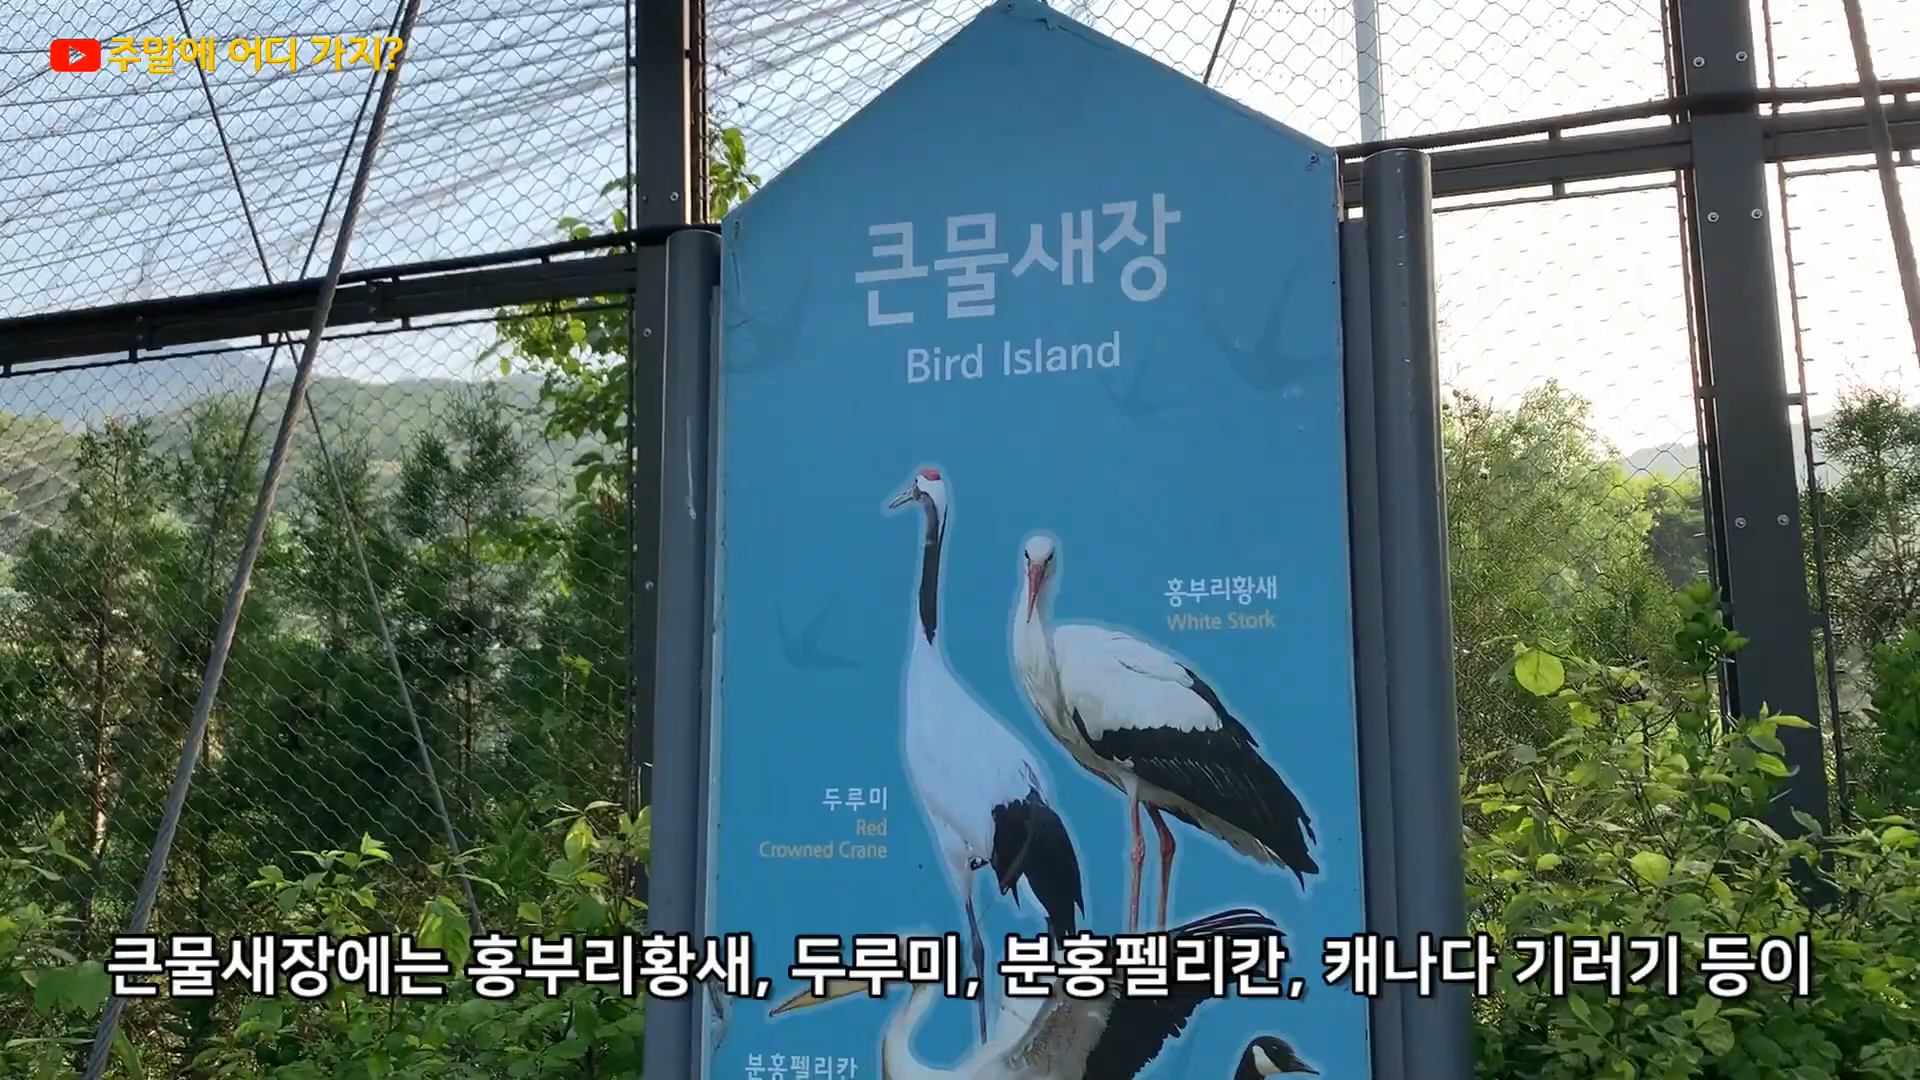 주말에 어디 가지?
큰물새장
Bird Island
홍부리황새
White Stork
두루미
Red
Crowned Crane
분홍펠리칸
큰물새장에는 홍부리황새, 두루미, 분홍펠리칸, 캐나다 기러기 등이